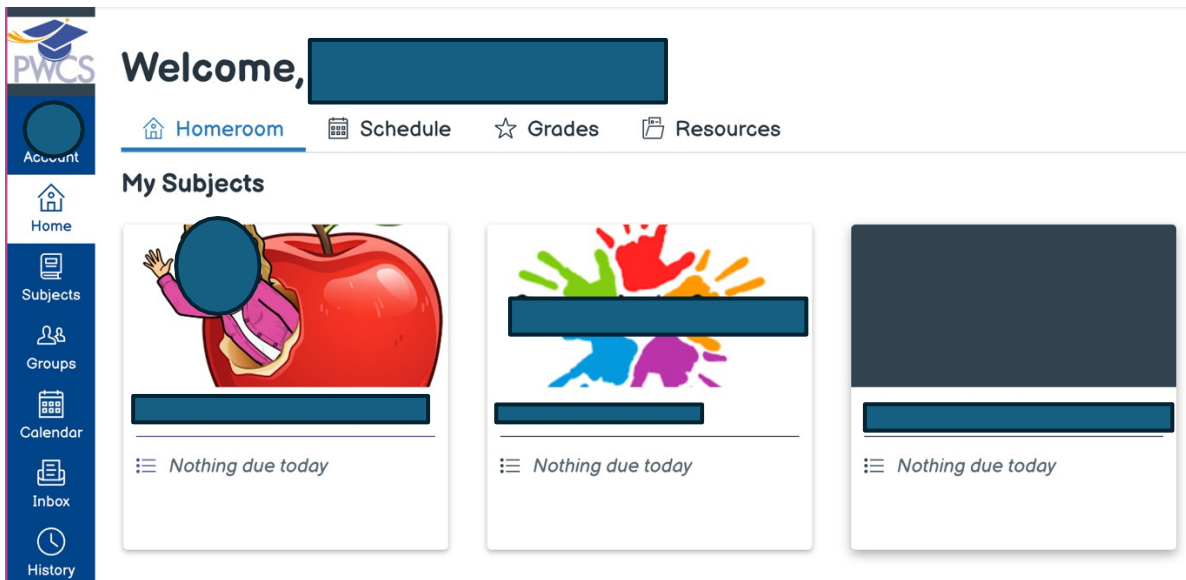 PWCS
Account
Home
Subjects
Groups
Calendar
Inbox
History
Welcome,
Homeroom Schedule Grades Resources
My Subjects
Nothing due today Nothing due today Nothing due today